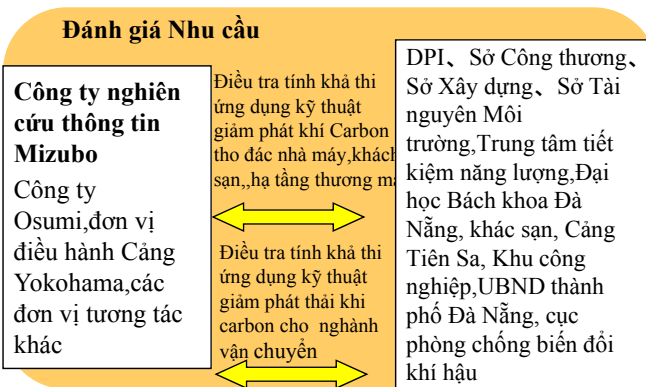 Đánh giá Nhu cầu
Công ty nghiên
cứu thông tin
Mizubo
Công ty
Osumi,đơn vị
điều hành Cảng
Yokohama,các
đơn vị tương tác
khác
Điều tra tính khả thi
ứng dụng kỹ thuật
giảm phát khí Carbon
tho đác nhà máy,khách
sạn,,hạ tầng thương
Điều tra tính khả thi
ứng dụng kỹ thuật
giảm phát thải khi
carbon cho nghành
vận chuyển
DPI、Sở Công thương、
Sở Xây dựng、Sở Tài
nguyên Môi
trường,Trung tâm tiết
kiệm năng lượng,Đại
học Bách khoa Đà
Nẵng, khác sạn, Cảng
Tiên Sa, Khu công
nghiệp,UBND thành
phố Đà Nẵng, cục
phòng chống biến đổi
khí hậu